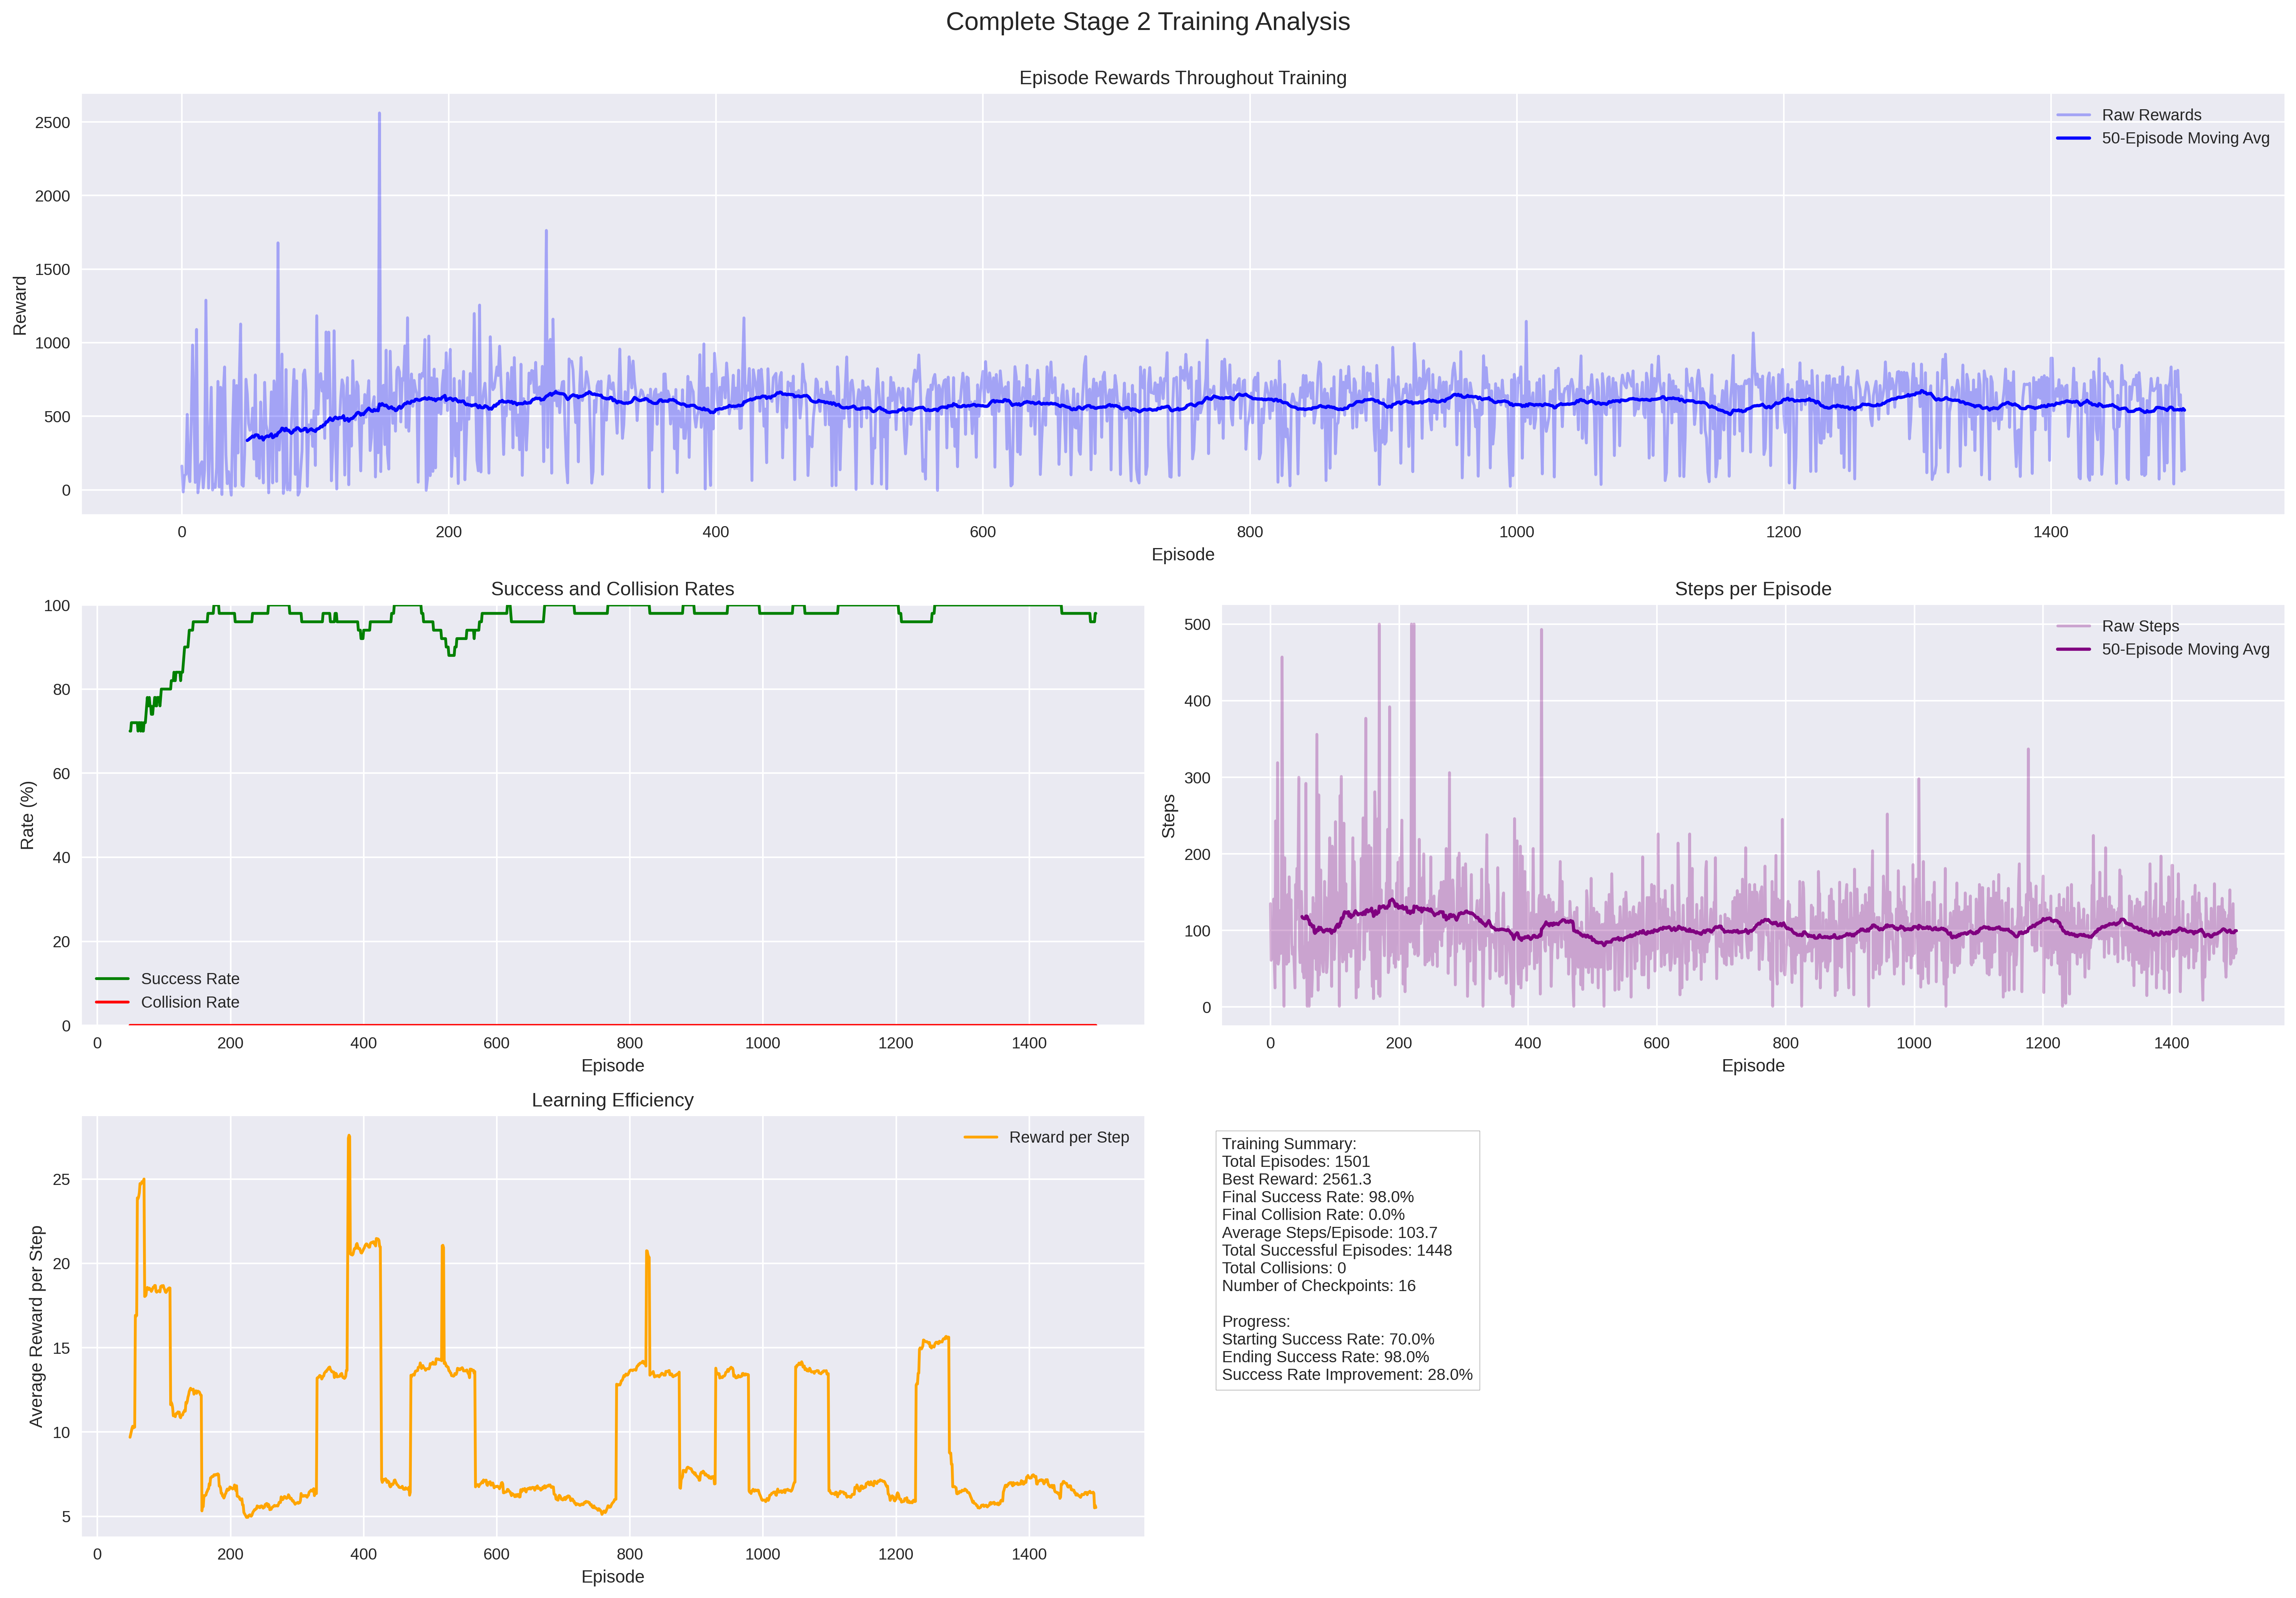 Complete Stage 2 Training Analysis
Episode Rewards Throughout Training
Reward
2500
2000
1500
1000
500
0
Raw Rewards
50-Episode Moving Avg
0 200 400 600 800 1000 1200 1400
Episode
Success and Collision Rates
Rate (%)
100
80
60
40
20
0
Success Rate
Collision Rate
0 200 400 600 800 1000 1200 1400
Episode
Steps per Episode
Steps
500
400
300
200
100
0
Raw Steps
50-Episode Moving Avg
0 200 400 600 800 1000 1200 1400
Episode
Learning Efficiency
Average Reward per Step
25
20
15
10
5
Reward per Step
0 200 400 600 800 1000 1200 1400
Episode
Training Summary:
Total Episodes: 1501
Best Reward: 2561.3
Final Success Rate: 98.0%
Final Collision Rate: 0.0%
Average Steps/Episode: 103.7
Total Successful Episodes: 1448
Total Collisions: 0
Number of Checkpoints: 16
Progress:
Starting Success Rate: 70.0%
Ending Success Rate: 98.0%
Success Rate Improvement: 28.0%